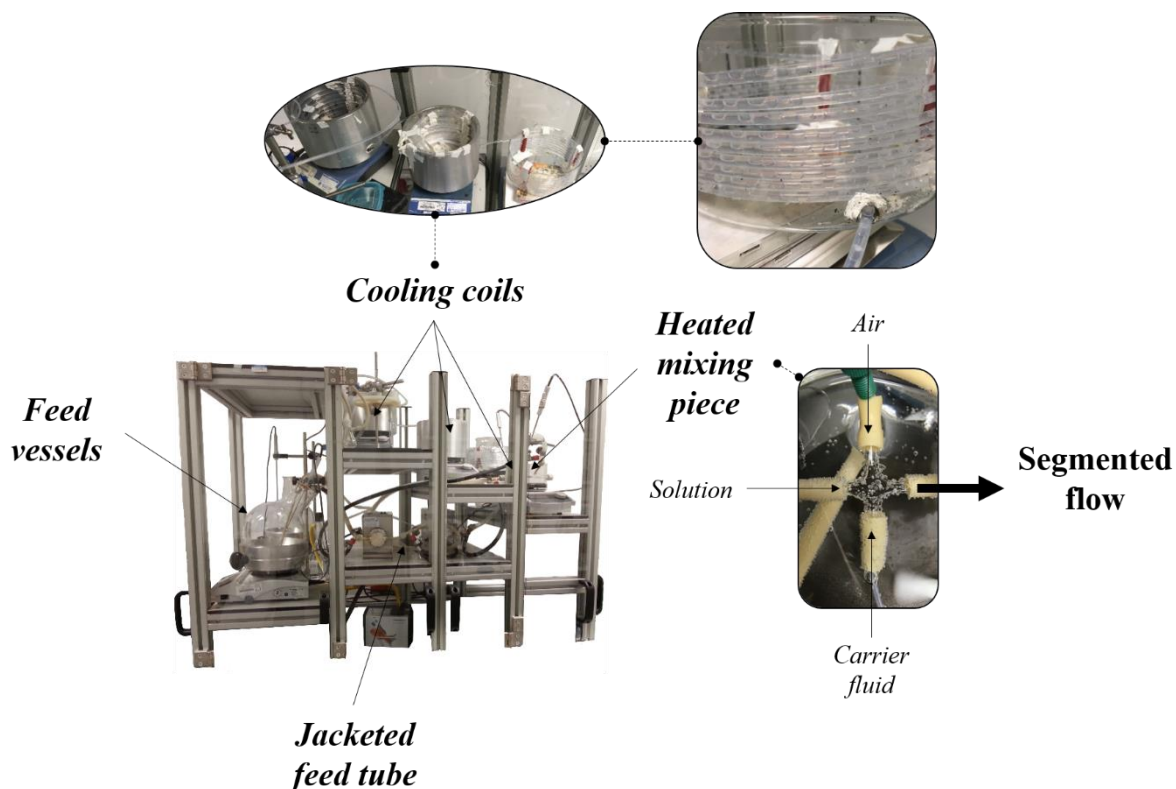 Cooling coils
Heated
mixing
piece
Air
Feed
vessels
Solution
Segmented
flow
Carrier
fluid
Jacketed
feed tube